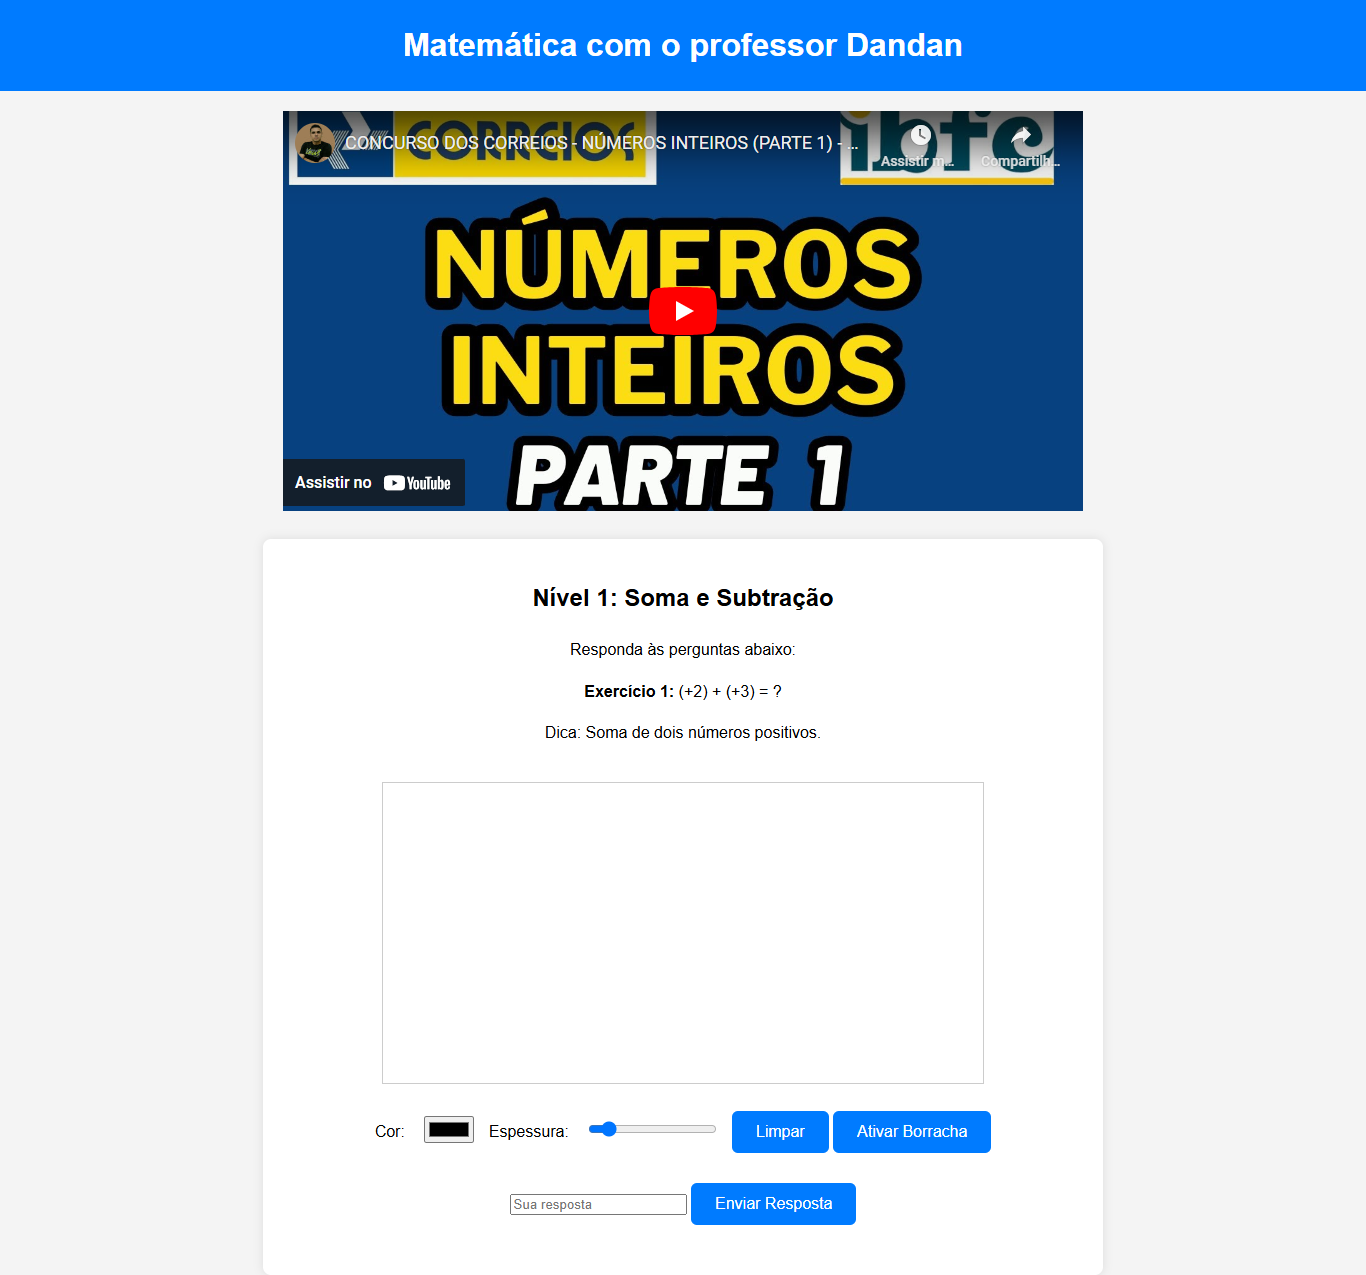 Matemática com o professor Dandan
CORREIOS
ibfc
CONCURSO DOS CORREIOS - NÚMEROS INTEIROS (PARTE 1) - ...
Assistir m...
Compartilh...
NÚMEROS
INTEIROS
PARTE 1
Assistir no YouTube
Nível 1: Soma e Subtração
Responda às perguntas abaixo:
Exercício 1: (+2) + (+3) = ?
Dica: Soma de dois números positivos.
Cor:
Espessura:
Limpar
Ativar Borracha
Sua resposta
Enviar Resposta